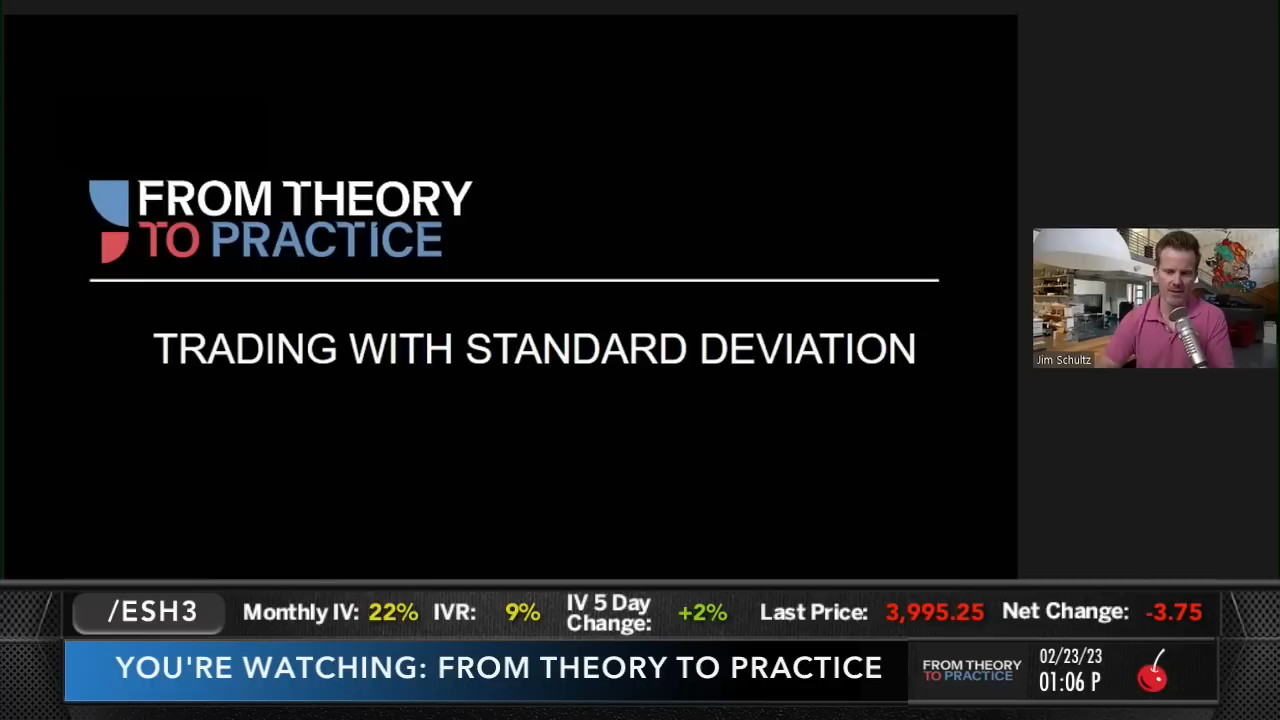 FROM THEORY
TO PRACTICE
TRADING WITH STANDARD DEVIATION
Jim Schultz
/ESH3 Monthly IV: 22% IVR: 9% IV 5 Day Change: +2% Last Price: 3,995.25 Net Change: -3.75
YOU'RE WATCHING: FROM THEORY TO PRACTICE
FROM THEORY
TO PRACTICE
02/23/23
01:06 P